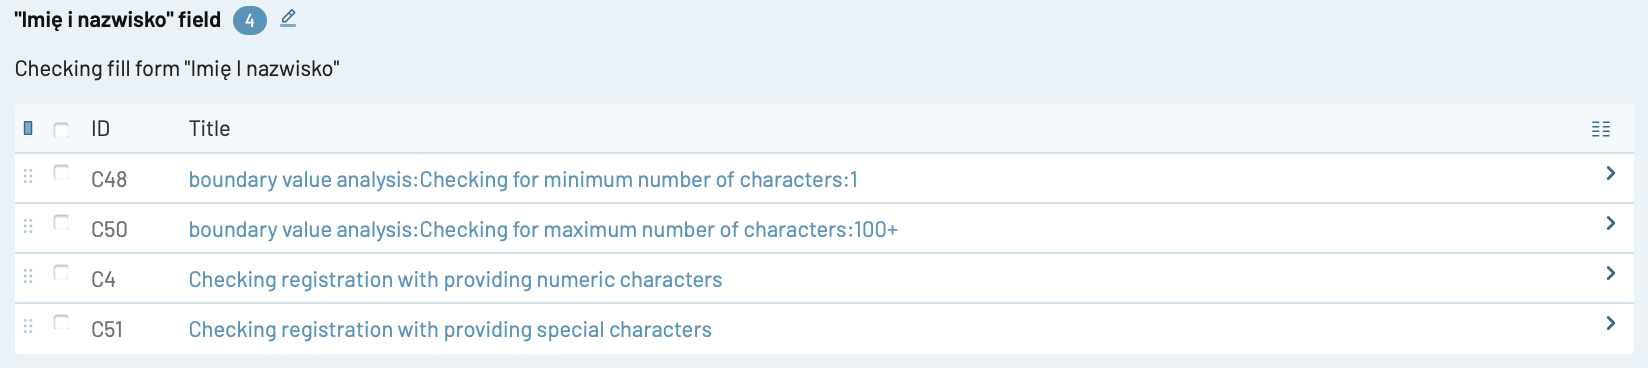 "Imię i nazwisko" field 4
Checking fill form "Imię I nazwisko"
ID Title
C48 boundary value analysis:Checking for minimum number of characters:1
C50 boundary value analysis:Checking for maximum number of characters:100+
C4 Checking registration with providing numeric characters
C51 Checking registration with providing special characters